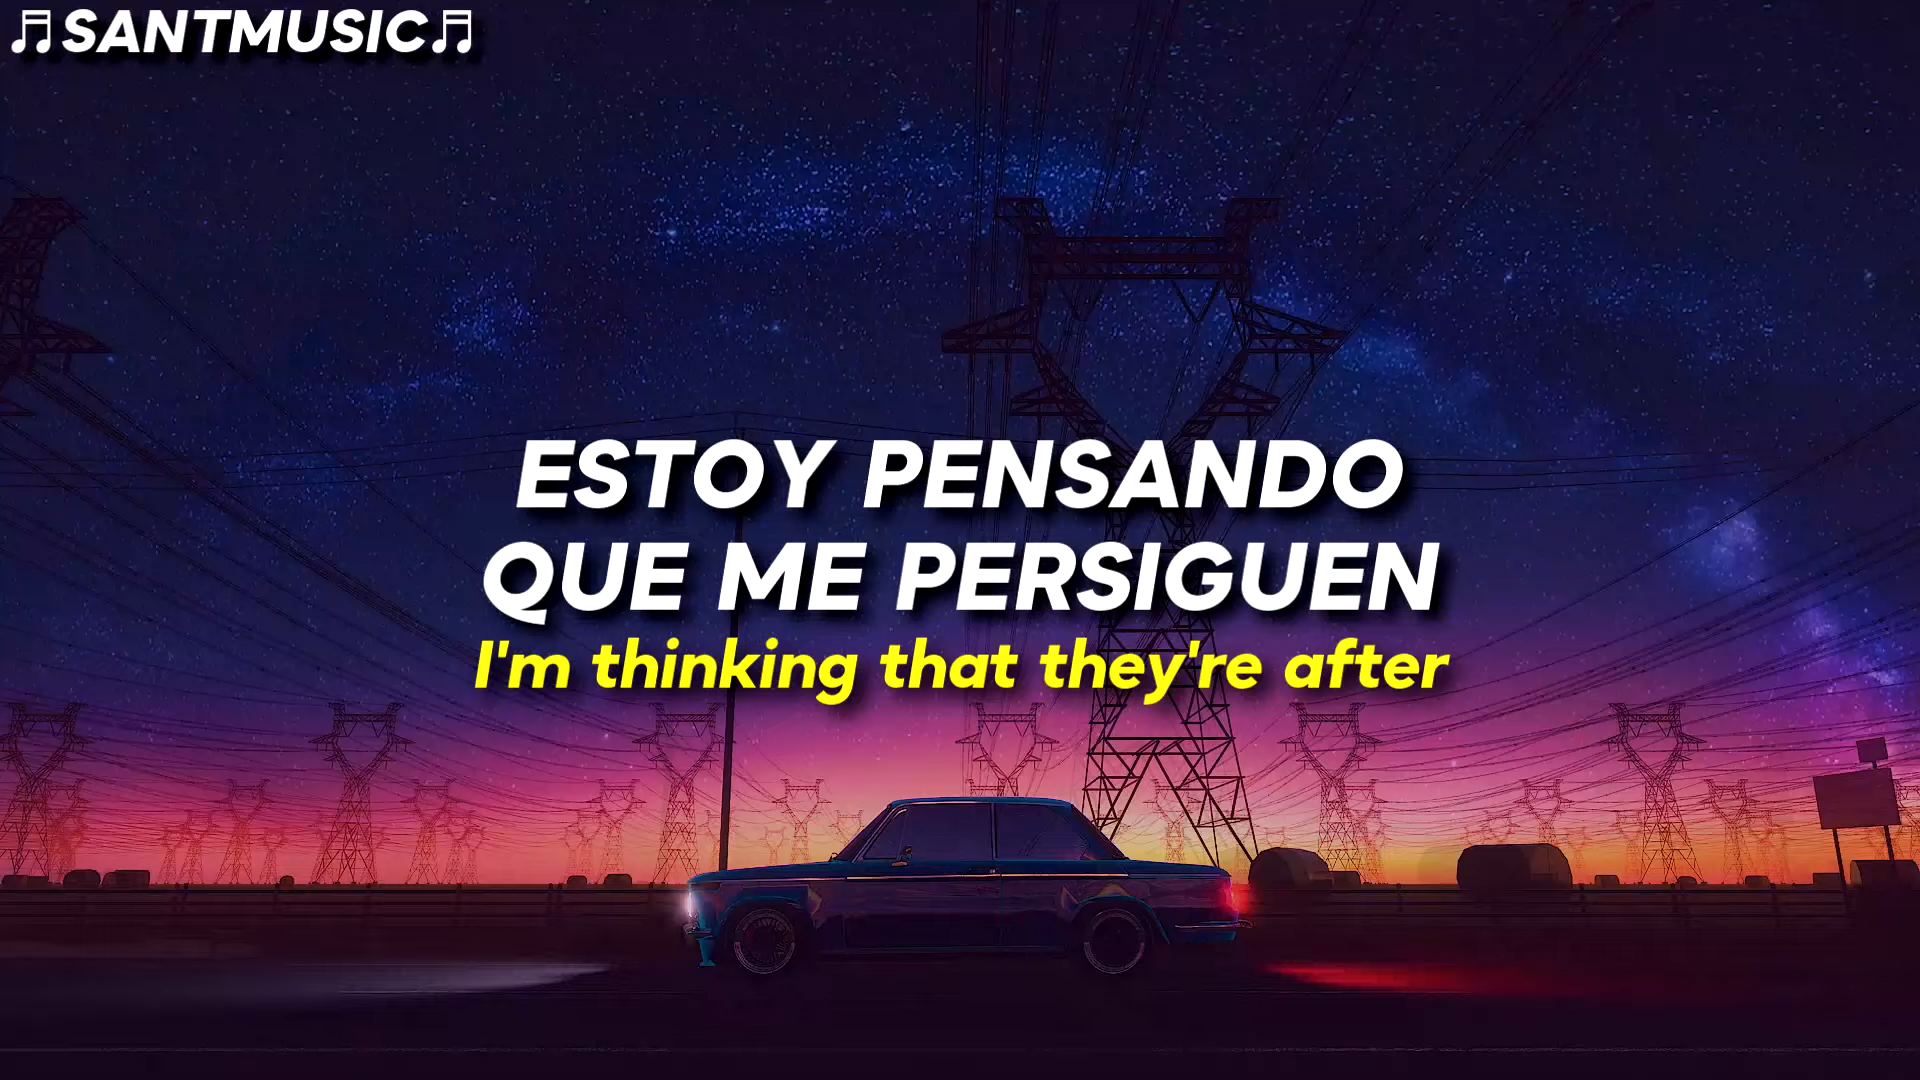 ♬SANTMUSIC♬
ESTOY PENSANDO
QUE ME PERSIGUEN
I'm thinking that they're after